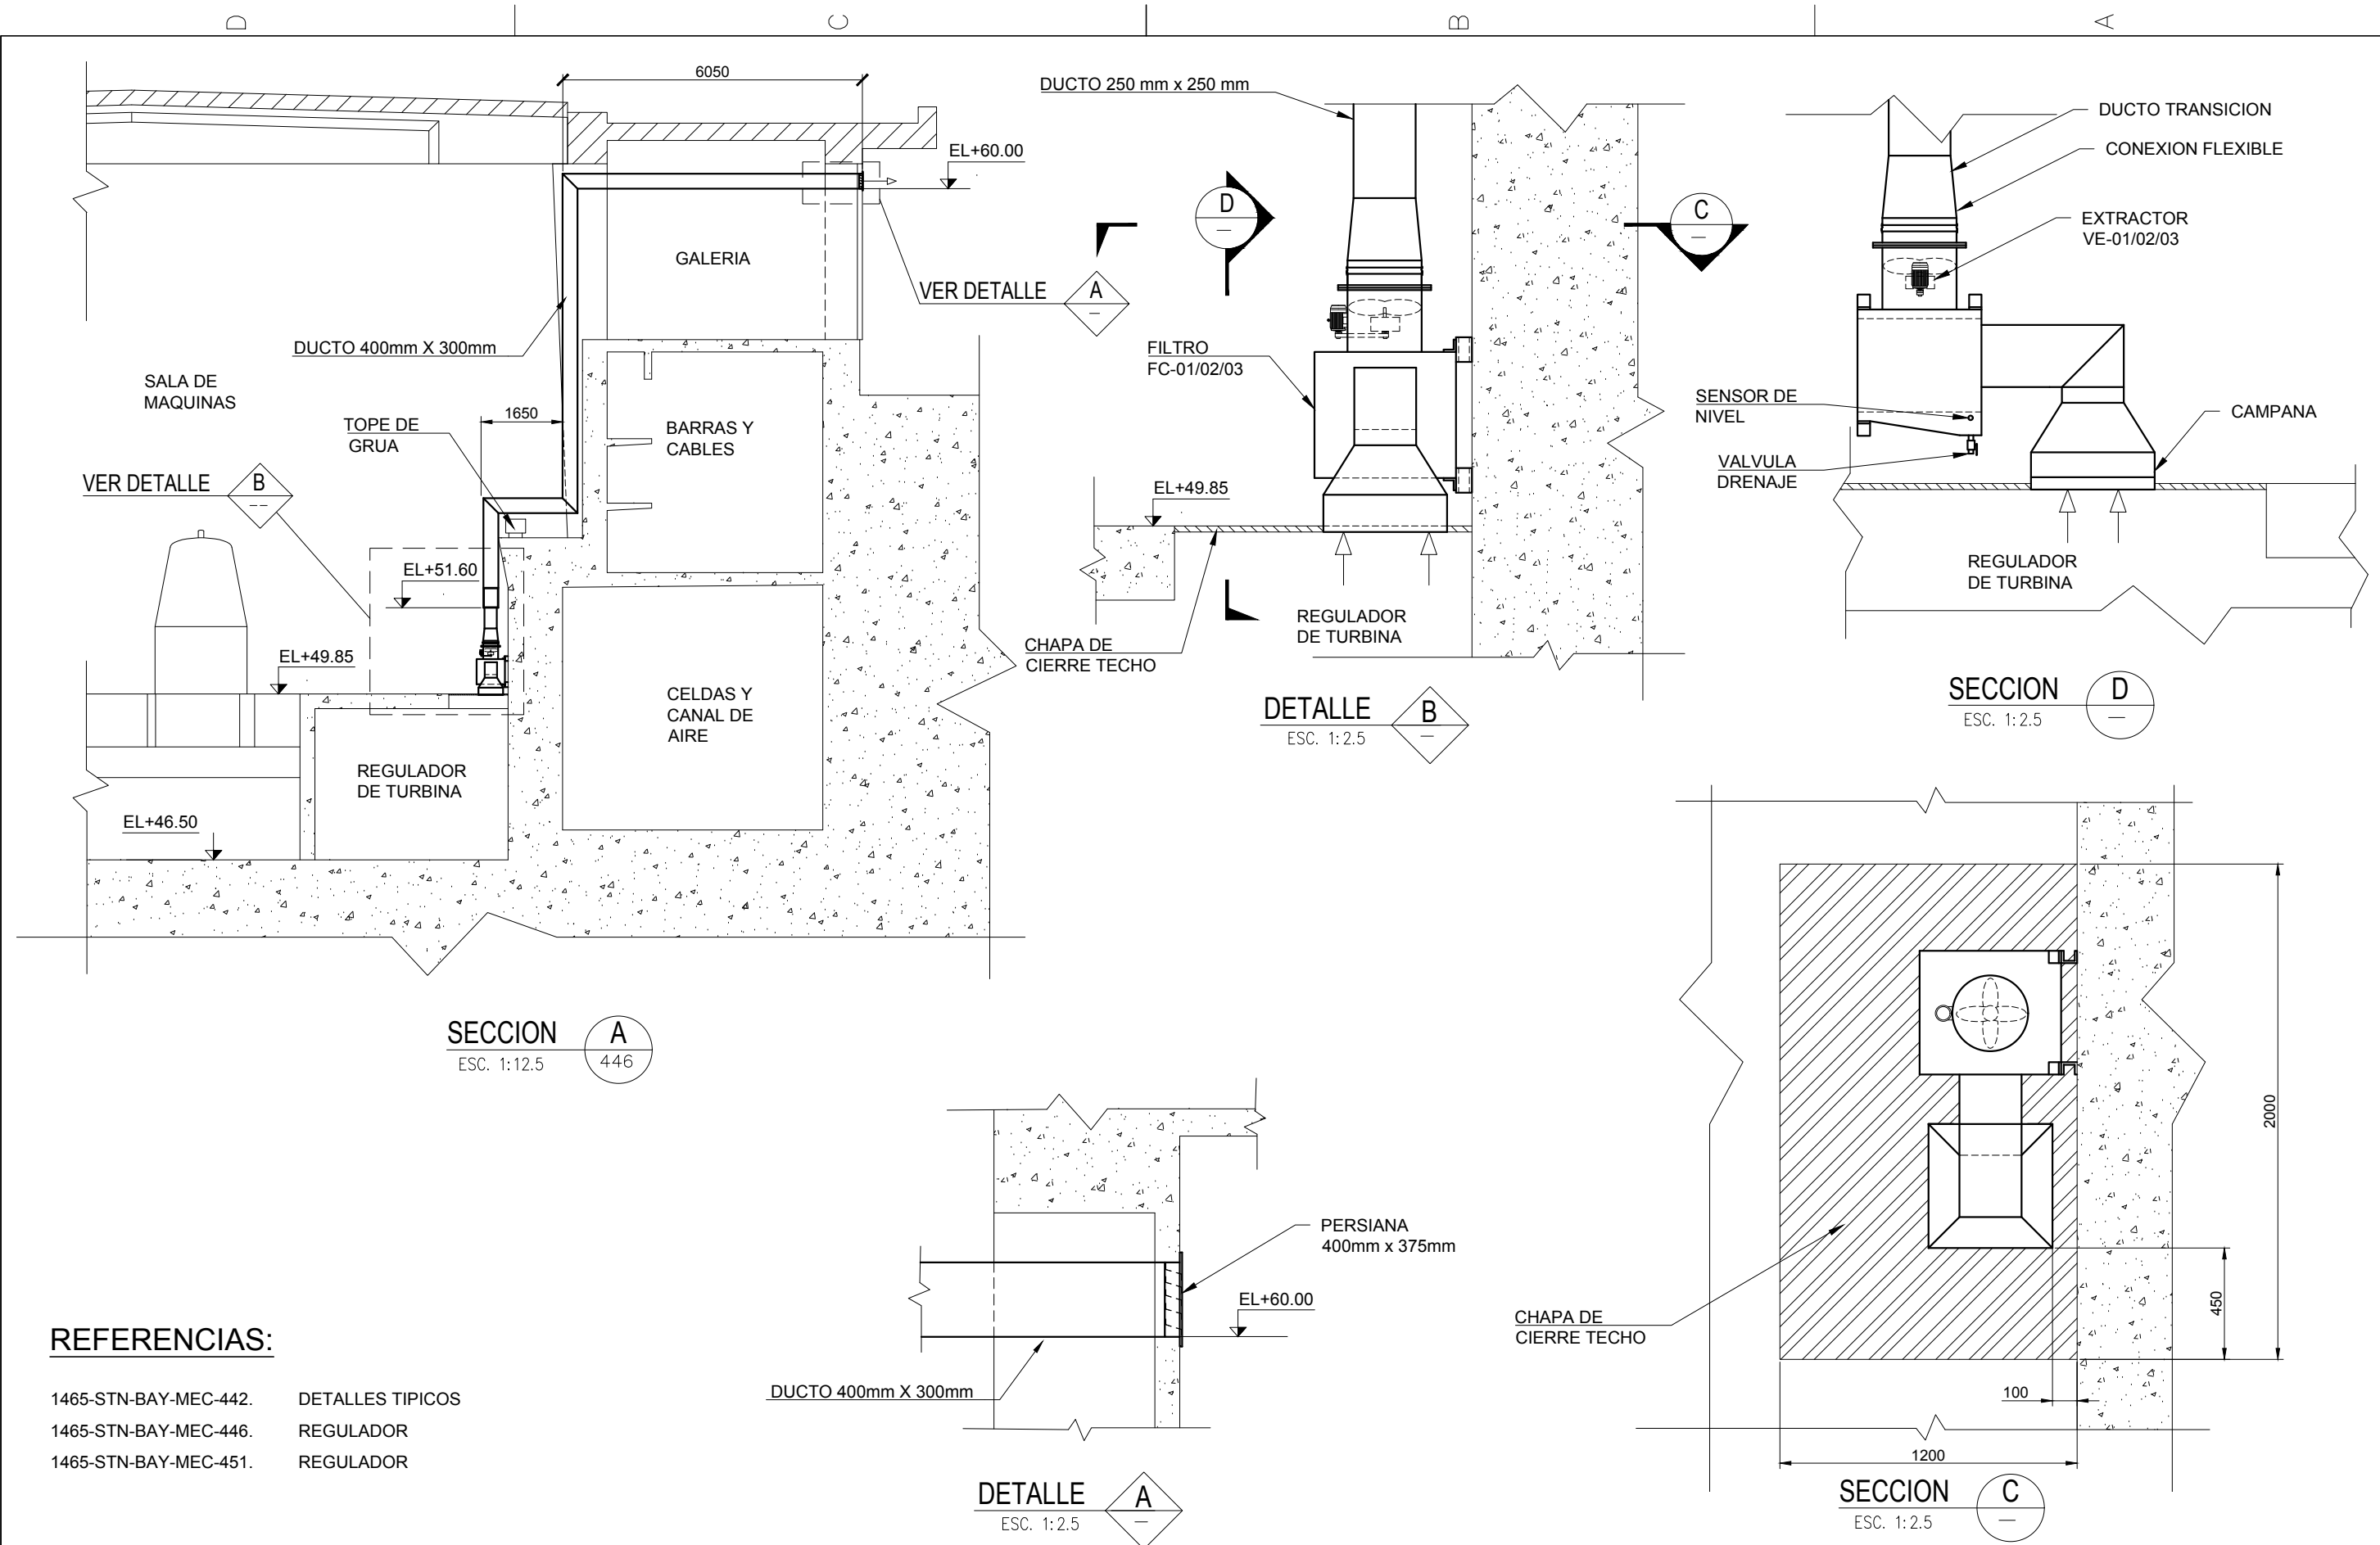 D
C
B
A
6050
EL+60.00
GALERIA
VER DETALLE
A
–
DUCTO 400mm X 300mm
SALA DE
MAQUINAS
1650
TOPE DE
GRUA
BARRAS Y
CABLES
VER DETALLE
B
--
EL+51.60
EL+49.85
CELDAS Y
CANAL DE
AIRE
REGULADOR
DE TURBINA
EL+46.50
SECCION
A
ESC. 1:12.5
446
DUCTO 250 mm x 250 mm
D
–
C
–
FILTRO
FC-01/02/03
EL+49.85
REGULADOR
DE TURBINA
CHAPA DE
CIERRE TECHO
DETALLE
B
ESC. 1:2.5
–
DUCTO TRANSICION
CONEXION FLEXIBLE
EXTRACTOR
VE-01/02/03
SENSOR DE
NIVEL
CAMPANA
VALVULA
DRENAJE
REGULADOR
DE TURBINA
SECCION
D
ESC. 1:2.5
–
2000
450
100
1200
CHAPA DE
CIERRE TECHO
SECCION
C
ESC. 1:2.5
–
PERSIANA
400mm x 375mm
EL+60.00
DUCTO 400mm X 300mm
DETALLE
A
ESC. 1:2.5
–
REFERENCIAS:
1465-STN-BAY-MEC-442. DETALLES TIPICOS
1465-STN-BAY-MEC-446. REGULADOR
1465-STN-BAY-MEC-451. REGULADOR